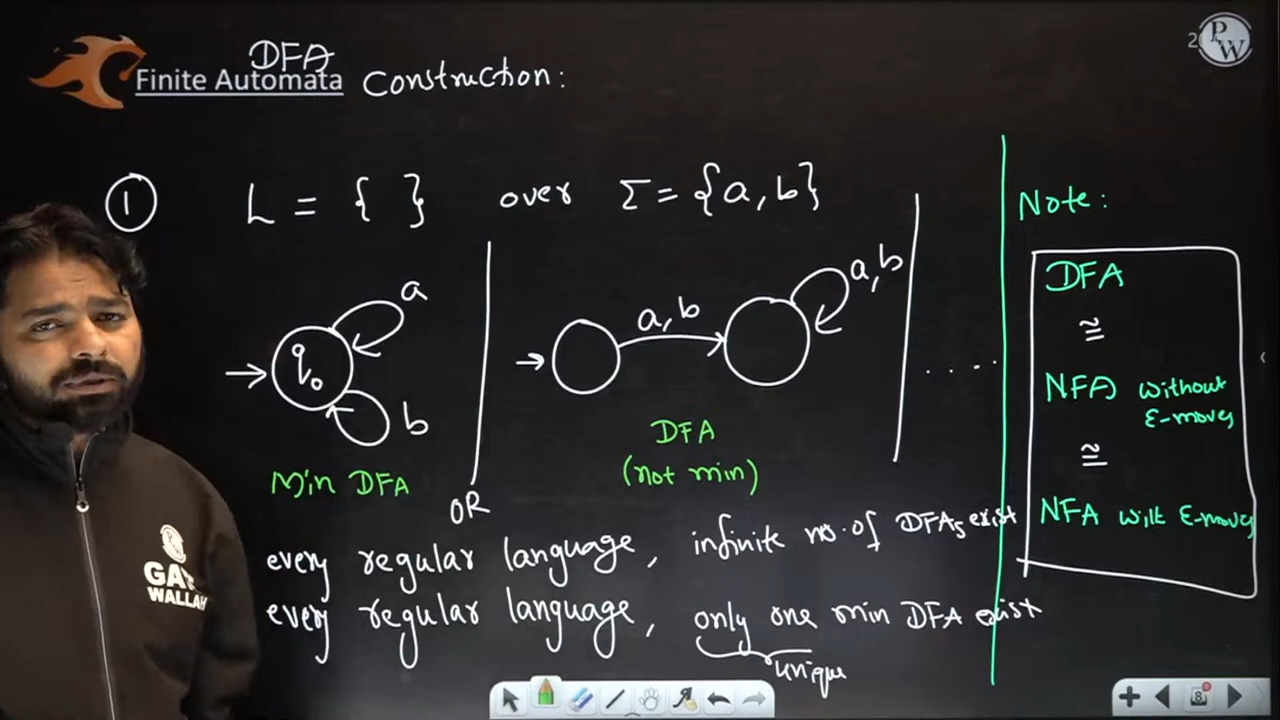 DFA
Finite Automata Construction:
2
PW
1 L = { } over Σ = {a, b}
a
q0
b
Min DFA
OR
a, b
a, b
DFA
(not min)
. . . .
every regular language, infinite no. of DFAs exist
every regular language, only one min DFA exist
unique
Note:
DFA
≅
NFA without
ε-moves
≅
NFA with ε-moves
GATE
WALLAH
8